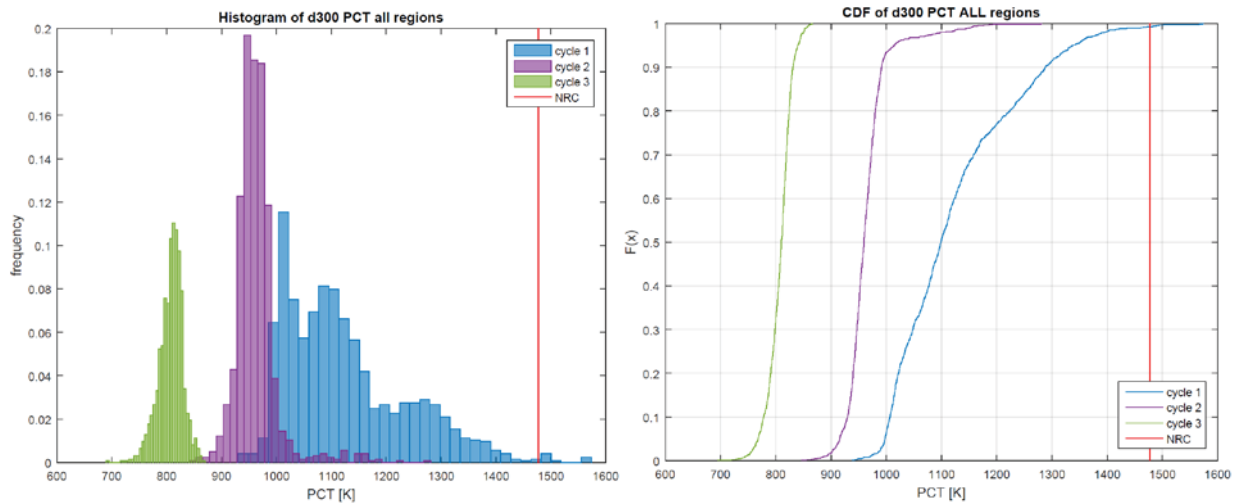 Histogram of d300 PCT all regions
0.2
0.18
0.16
0.14
0.12
0.1
0.08
0.06
0.04
0.02
0
frequency
cycle 1
cycle 2
cycle 3
NRC
600 700 800 900 1000 1100 1200 1300 1400 1500 1600
PCT [K]
CDF of d300 PCT ALL regions
1
0.9
0.8
0.7
0.6
0.5
0.4
0.3
0.2
0.1
0
F(x)
cycle 1
cycle 2
cycle 3
NRC
600 700 800 900 1000 1100 1200 1300 1400 1500 1600
PCT [K]